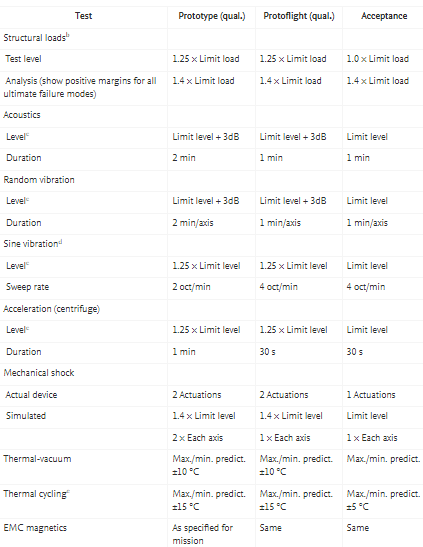 Test Prototype (qual.) Protoflight (qual.) Acceptance
Structural loadsᵇ
Test level 1.25 × Limit load 1.25 × Limit load 1.0 × Limit load
Analysis (show positive margins for all 1.4 × Limit load 1.4 × Limit load 1.4 × Limit load
ultimate failure modes)
Acoustics
Levelᶜ Limit level + 3dB Limit level + 3dB Limit level
Duration 2 min 1 min 1 min
Random vibration
Levelᶜ Limit level + 3dB Limit level + 3dB Limit level
Duration 2 min/axis 1 min/axis 1 min/axis
Sine vibrationᵈ
Levelᶜ 1.25 × Limit level 1.25 × Limit level Limit level
Sweep rate 2 oct/min 4 oct/min 4 oct/min
Acceleration (centrifuge)
Levelᶜ 1.25 × Limit level 1.25 × Limit level Limit level
Duration 1 min 30 s 30 s
Mechanical shock
Actual device 2 Actuations 2 Actuations 1 Actuations
Simulated 1.4 × Limit level 1.4 × Limit level Limit level
2 × Each axis 1 × Each axis 1 × Each axis
Thermal-vacuum Max./min. predict. Max./min. predict. Max./min. predict.
±10 °C ±10 °C
Thermal cycling Max./min. predict. Max./min. predict. Max./min. predict.
±15 °C ±15 °C ±5 °C
EMC magnetics As specified for Same Same
mission